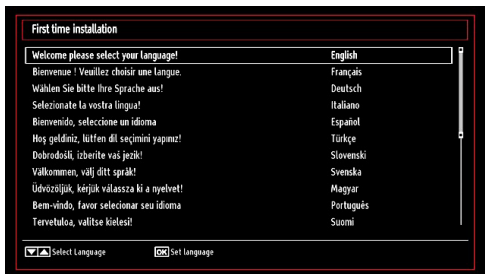 First time installation
Welcome please select your language! English
Bienvenue ! Veuillez choisir une langue. Français
Wählen Sie bitte Ihre Sprache aus! Deutsch
Selezionate la vostra lingua! Italiano
Bienvenido, seleccione un idioma Español
Hoş geldiniz, lütfen dil seçimini yapınız! Türkçe
Dobrodošli, izberite vaš jezik! Slovenski
Välkommen, välj ditt språk! Svenska
Üdvözöljük, kérjük válassza ki a nyelvet! Magyar
Bem-vindo, favor selecionar seu idioma Português
Tervetuloa, valitse kielesi! Suomi
Select Language OK Set language